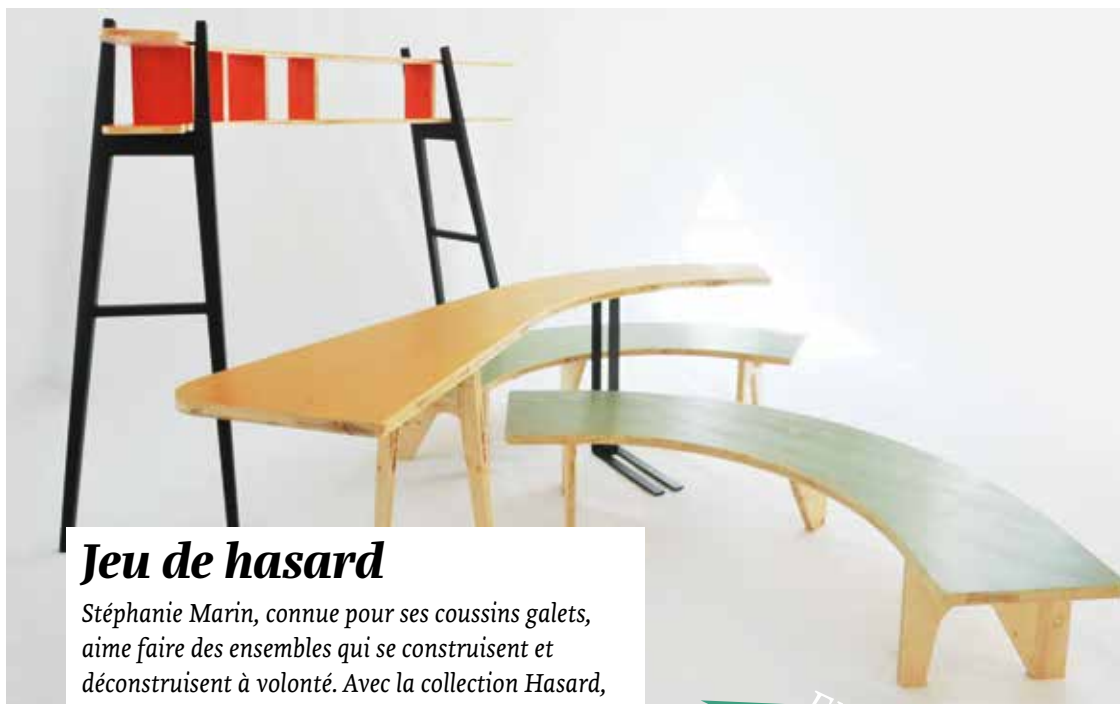 Jeu de hasard
Stéphanie Marin, connue pour ses coussins galets,
aime faire des ensembles qui se construisent et
déconstruisent à volonté. Avec la collection Hasard,